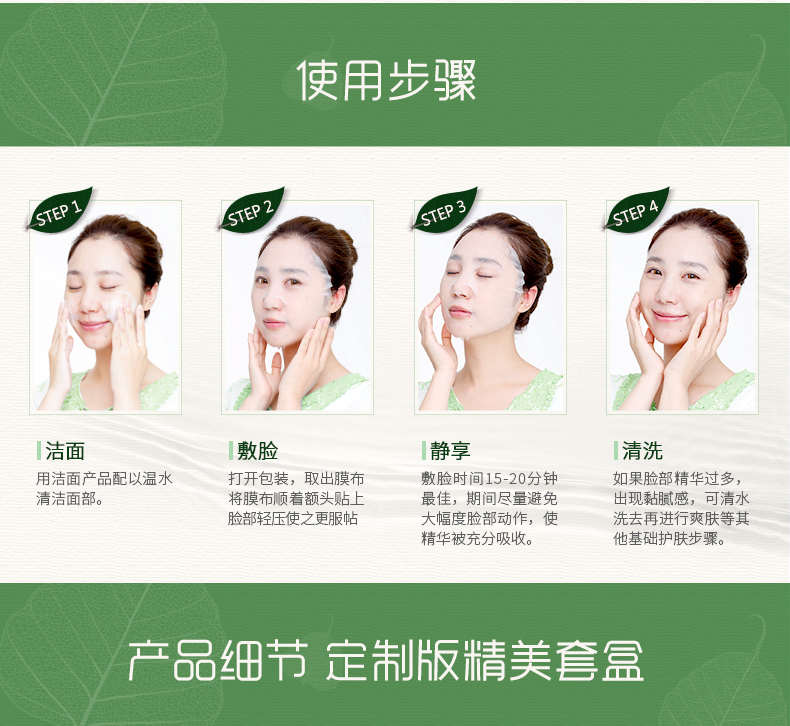 使用步骤
STEP 1
STEP 2
STEP 3
STEP 4
洁面
用洁面产品配以温水
清洁面部。
敷脸
打开包装，取出膜布
将膜布顺着额头贴上
脸部轻压使之更服帖
静享
敷脸时间15-20分钟
最佳，期间尽量避免
大幅度脸部动作，使
精华被充分吸收。
清洗
如果脸部精华过多，
出现黏腻感，可清水
洗去再进行爽肤等其
他基础护肤步骤。
产品细节 定制版精美套盒